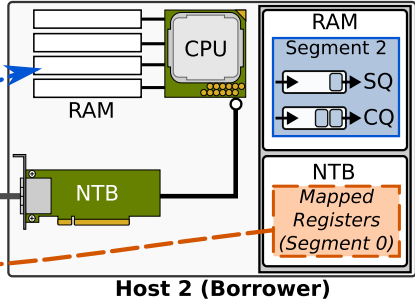 CPU
RAM
NTB
RAM
Segment 2
SQ
CQ
NTB
Mapped
Registers
(Segment 0)
Host 2 (Borrower)